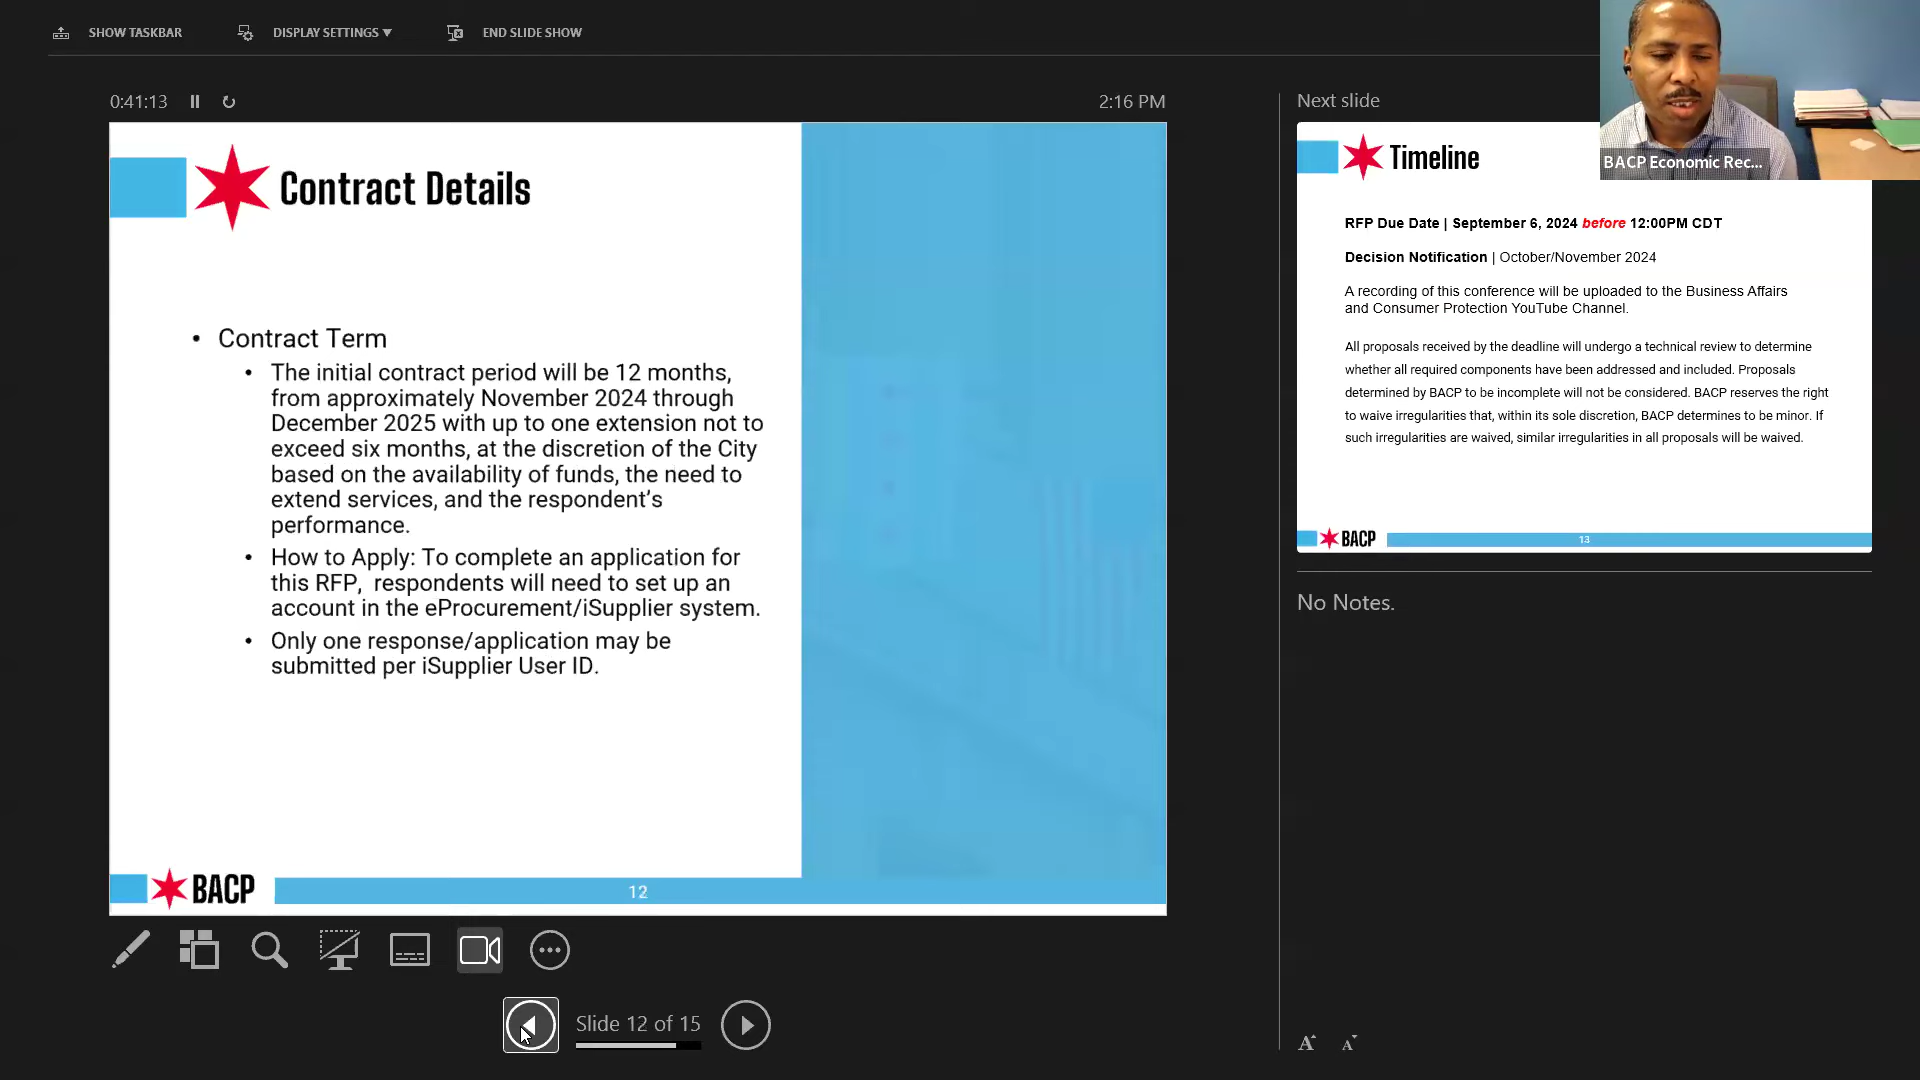 SHOW TASKBAR
DISPLAY SETTINGS ▼
END SLIDE SHOW
0:41:13
2:16 PM
Contract Details
• Contract Term
• The initial contract period will be 12 months,
from approximately November 2024 through
December 2025 with up to one extension not to
exceed six months, at the discretion of the City
based on the availability of funds, the need to
extend services, and the respondent’s
performance.
• How to Apply: To complete an application for
this RFP,  respondents will need to set up an
account in the eProcurement/iSupplier system.
• Only one response/application may be
submitted per iSupplier User ID.
BACP
12
Slide 12 of 15
Next slide
BACP Economic Rec...
Timeline
RFP Due Date | September 6, 2024 before 12:00PM CDT
Decision Notification | October/November 2024
A recording of this conference will be uploaded to the Business Affairs
and Consumer Protection YouTube Channel.
All proposals received by the deadline will undergo a technical review to determine
whether all required components have been addressed and included. Proposals
determined by BACP to be incomplete will not be considered. BACP reserves the right
to waive irregularities that, within its sole discretion, BACP determines to be minor. If
such irregularities are waived, similar irregularities in all proposals will be waived.
BACP
13
No Notes.
A A